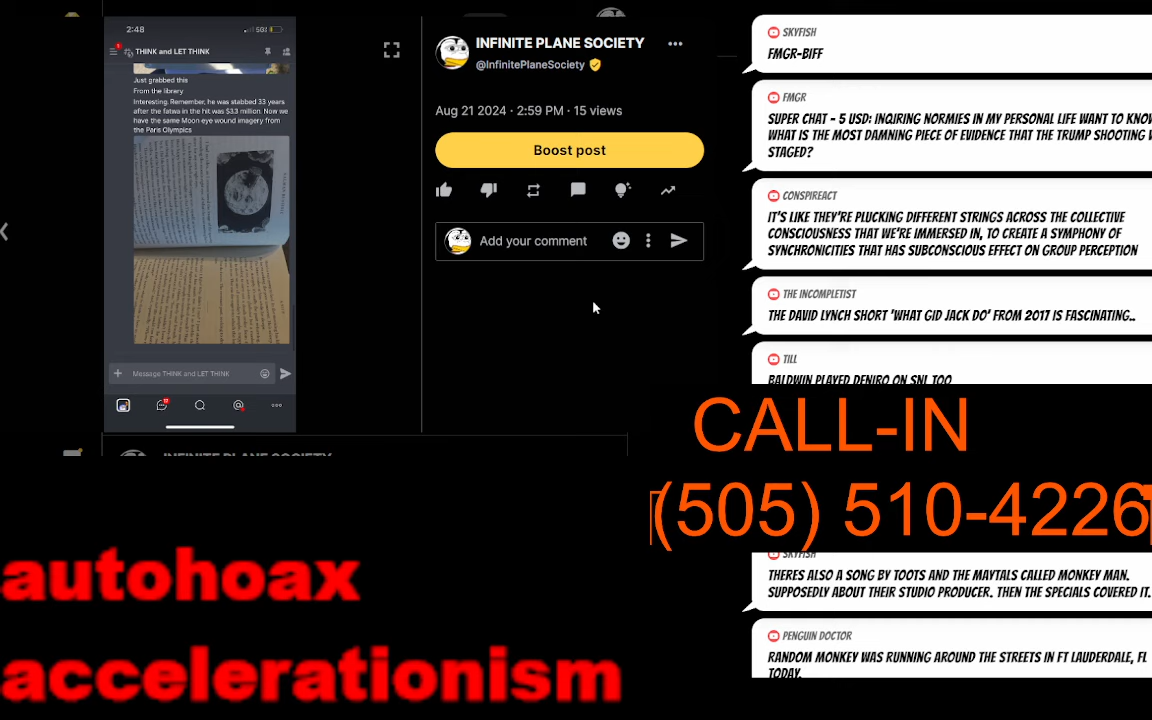 2:48
50%
THINK and LET THINK
Just grabbed this
From the library
Interesting. Remember, he was stabbed 33 years
after the fatwa in the hit was $3.3 million. Now we
have the same Moon eye wound imagery from
the Paris Olympics
Message THINK and LET THINK
INFINITE PLANE SOCIETY
@InfinitePlaneSociety
Aug 21 2024 · 2:59 PM · 15 views
Boost post
Add your comment
INFINITE PLANE SOCIETY
SKYFISH
FMGR-BIFF
FMGR
SUPER CHAT - 5 USD: INQIRING NORMIES IN MY PERSONAL LIFE WANT TO KNO
WHAT IS THE MOST DAMNING PIECE OF EVIDENCE THAT THE TRUMP SHOOTING W
STAGED?
CONSPIREACT
IT'S LIKE THEY'RE PLUCKING DIFFERENT STRINGS ACROSS THE COLLECTIVE
CONSCIOUSNESS THAT WE'RE IMMERSED IN, TO CREATE A SYMPHONY OF
SYNCHRONICITIES THAT HAS SUBCONSCIOUS EFFECT ON GROUP PERCEPTION
THE INCOMPLETIST
THE DAVID LYNCH SHORT 'WHAT GID JACK DO' FROM 2017 IS FASCINATING..
TILL
BALDWIN PLAYED DENIRO ON SNL TOO
CALL-IN
(505) 510-4226
SKYFISH
THERES ALSO A SONG BY TOOTS AND THE MAYTALS CALLED MONKEY MAN.
SUPPOSEDLY ABOUT THEIR STUDIO PRODUCER. THEN THE SPECIALS COVERED IT.
PENGUIN DOCTOR
RANDOM MONKEY WAS RUNNING AROUND THE STREETS IN FT LAUDERDALE, FL
TODAY.
autohoax
accelerationism